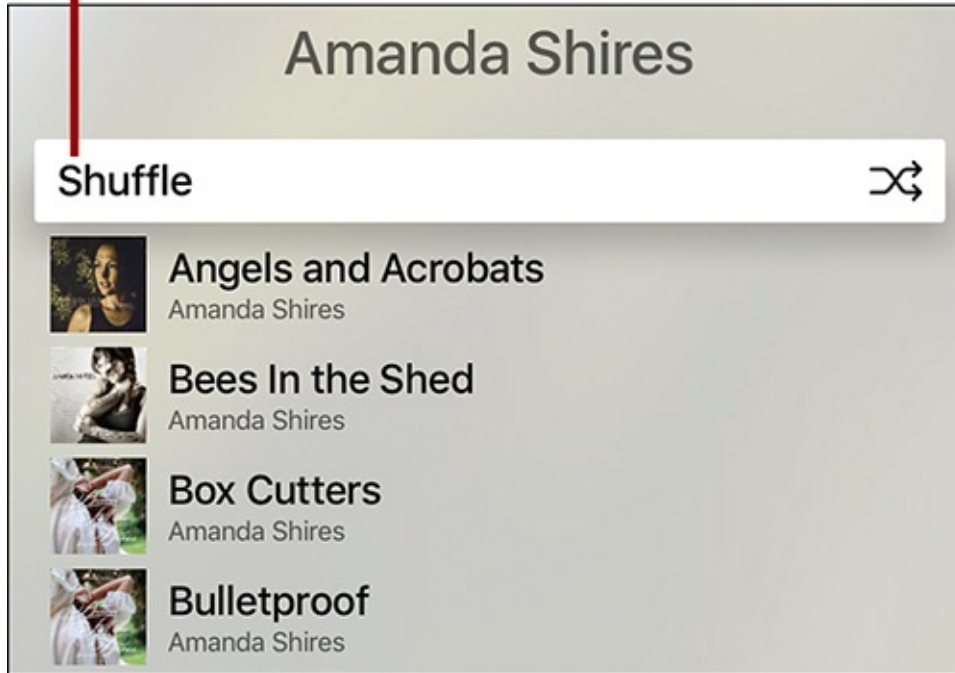 Amanda Shires
Shuffle
Angels and Acrobats
Amanda Shires
Bees In the Shed
Amanda Shires
Box Cutters
Amanda Shires
Bulletproof
Amanda Shires